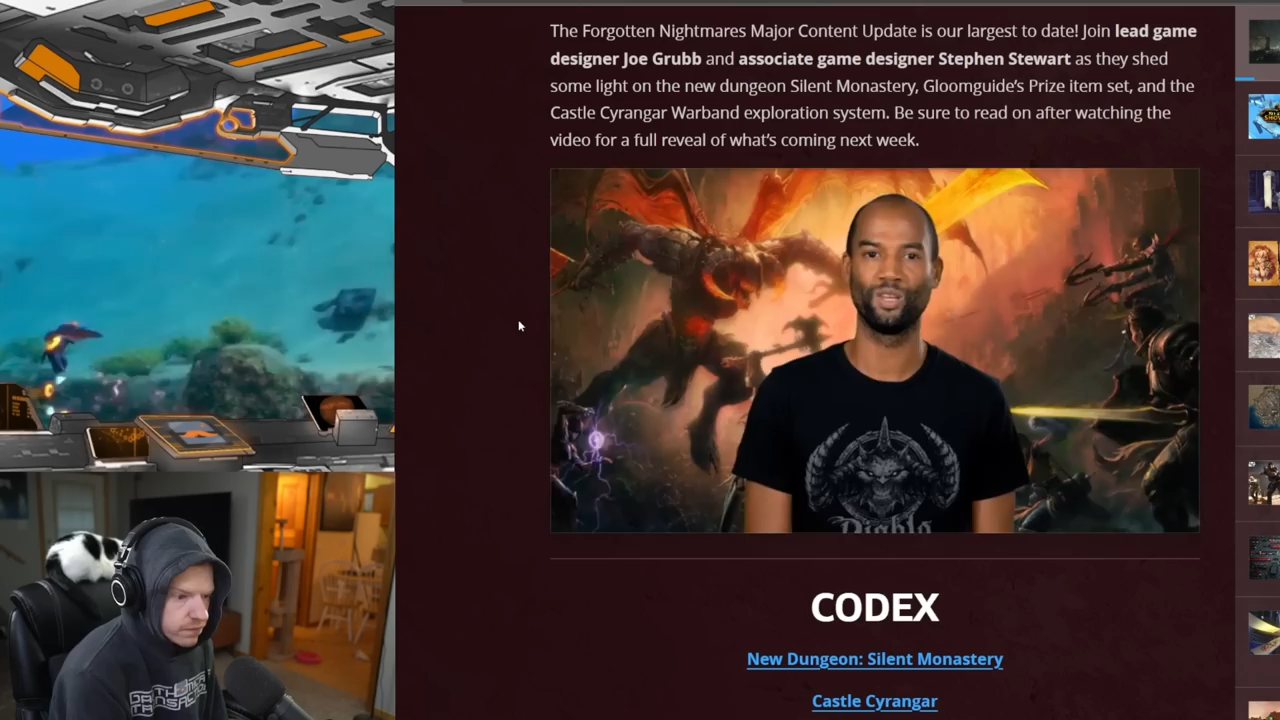 The Forgotten Nightmares Major Content Update is our largest to date! Join lead game
designer Joe Grubb and associate game designer Stephen Stewart as they shed
some light on the new dungeon Silent Monastery, Gloomguide’s Prize item set, and the
Castle Cyrangar Warband exploration system. Be sure to read on after watching the
video for a full reveal of what’s coming next week.
Diablo
CODEX
New Dungeon: Silent Monastery
Castle Cyrangar